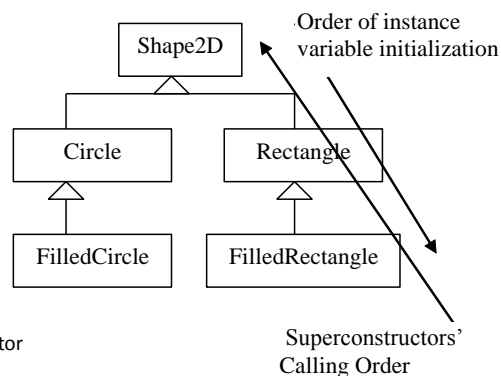 Order of instance
variable initialization
Shape2D
Circle
Rectangle
FilledCircle
FilledRectangle
tor
Superconstructors’
Calling Order